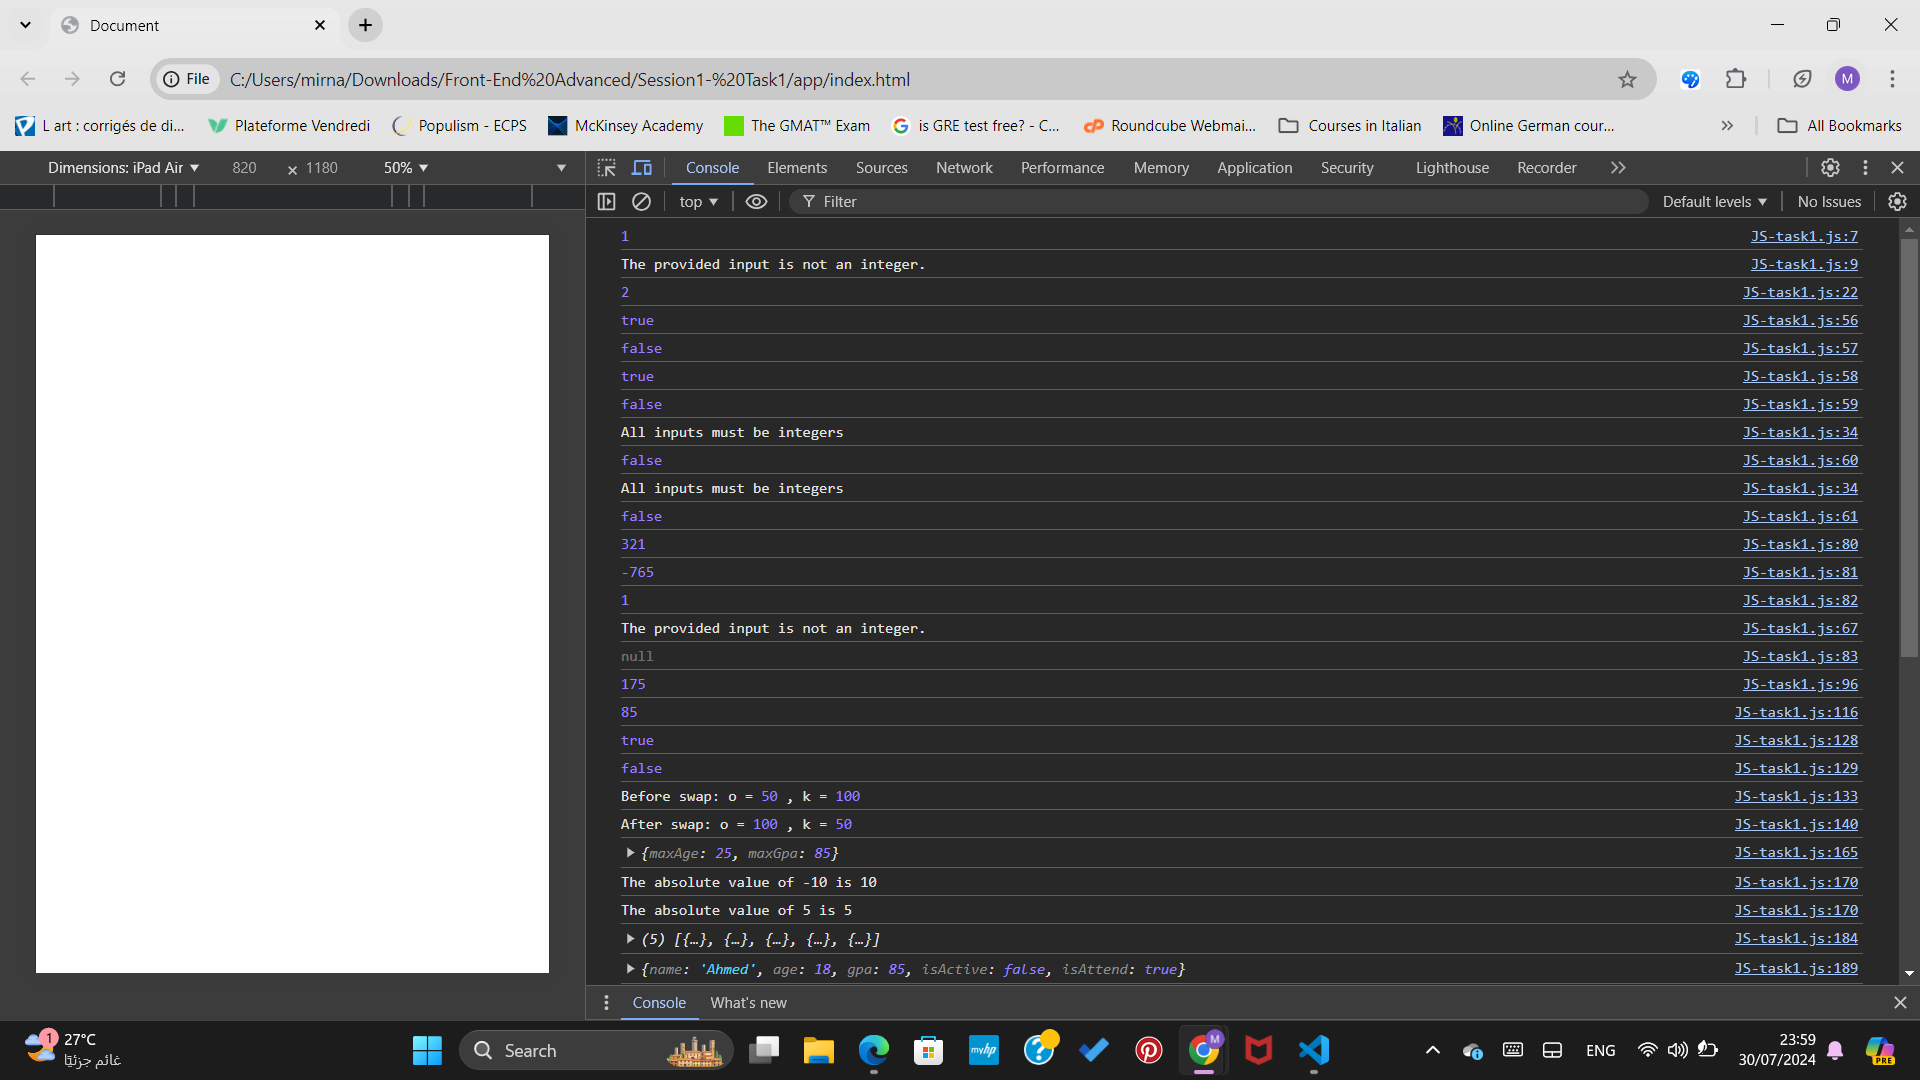 Document
File
C:/Users/mirna/Downloads/Front-End%20Advanced/Session1-%20Task1/app/index.html
M
L art : corrigés de di...
Plateforme Vendredi
Populism - ECPS
McKinsey Academy
The GMAT™ Exam
is GRE test free? - C...
Roundcube Webmai...
Courses in Italian
Online German cour...
All Bookmarks
Dimensions: iPad Air 820 × 1180 50%
Console Elements Sources Network Performance Memory Application Security Lighthouse Recorder
top Filter Default levels No Issues
1 JS-task1.js:7
The provided input is not an integer. JS-task1.js:9
2 JS-task1.js:22
true JS-task1.js:56
false JS-task1.js:57
true JS-task1.js:58
false JS-task1.js:59
All inputs must be integers JS-task1.js:34
false JS-task1.js:60
All inputs must be integers JS-task1.js:34
false JS-task1.js:61
321 JS-task1.js:80
-765 JS-task1.js:81
1 JS-task1.js:82
The provided input is not an integer. JS-task1.js:67
null JS-task1.js:83
175 JS-task1.js:96
85 JS-task1.js:116
true JS-task1.js:128
false JS-task1.js:129
Before swap: o = 50 , k = 100 JS-task1.js:133
After swap: o = 100 , k = 50 JS-task1.js:140
{maxAge: 25, maxGpa: 85} JS-task1.js:165
The absolute value of -10 is 10 JS-task1.js:170
The absolute value of 5 is 5 JS-task1.js:170
(5) [{…}, {…}, {…}, {…}, {…}] JS-task1.js:184
{name: 'Ahmed', age: 18, gpa: 85, isActive: false, isAttend: true} JS-task1.js:189
Console What's new
1
27°C
غائم جزئيًا
Search
myhp
M
ENG
23:59
30/07/2024
PRE